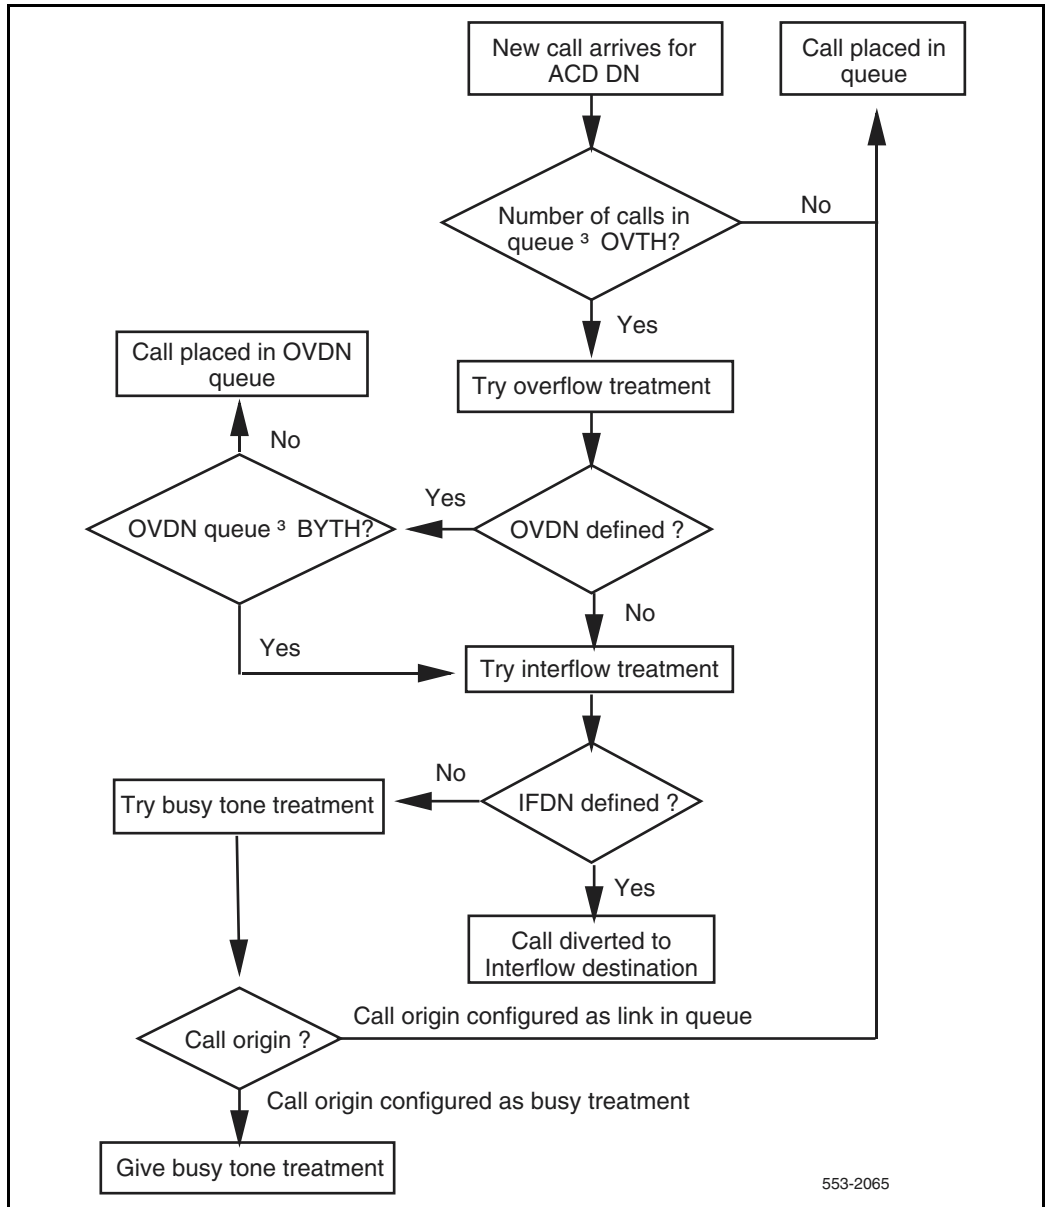 New call arrives for
ACD DN
Call placed in
queue
Number of calls in
queue ³ OVTH?
No
Yes
Call placed in OVDN
queue
Try overflow treatment
No
Yes
OVDN queue ³ BYTH?
OVDN defined ?
No
Yes
Try interflow treatment
No
Try busy tone treatment
IFDN defined ?
Yes
Call diverted to
Interflow destination
Call origin configured as link in queue
Call origin ?
Call origin configured as busy treatment
Give busy tone treatment
553-2065